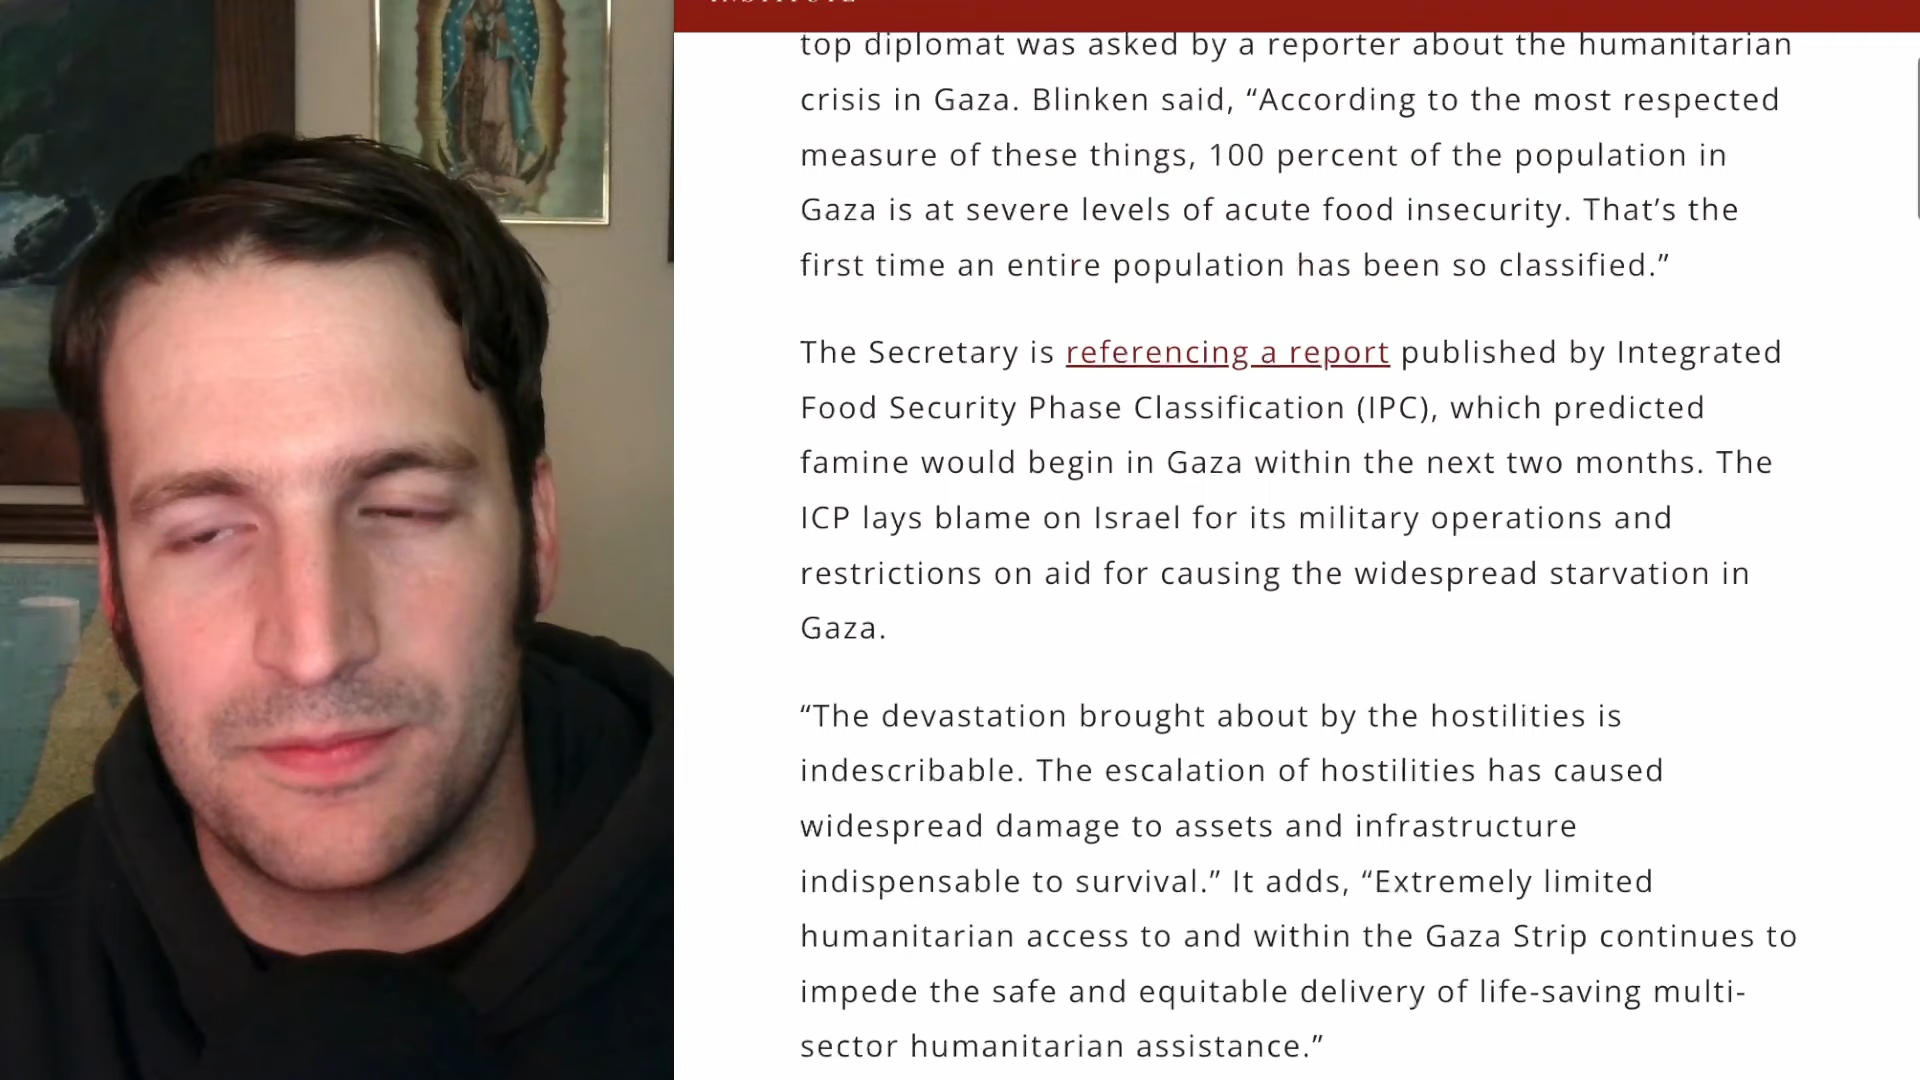 top diplomat was asked by a reporter about the humanitarian
crisis in Gaza. Blinken said, “According to the most respected
measure of these things, 100 percent of the population in
Gaza is at severe levels of acute food insecurity. That’s the
first time an entire population has been so classified.”
The Secretary is referencing a report published by Integrated
Food Security Phase Classification (IPC), which predicted
famine would begin in Gaza within the next two months. The
ICP lays blame on Israel for its military operations and
restrictions on aid for causing the widespread starvation in
Gaza.
“The devastation brought about by the hostilities is
indescribable. The escalation of hostilities has caused
widespread damage to assets and infrastructure
indispensable to survival.” It adds, “Extremely limited
humanitarian access to and within the Gaza Strip continues to
impede the safe and equitable delivery of life-saving multi-
sector humanitarian assistance.”